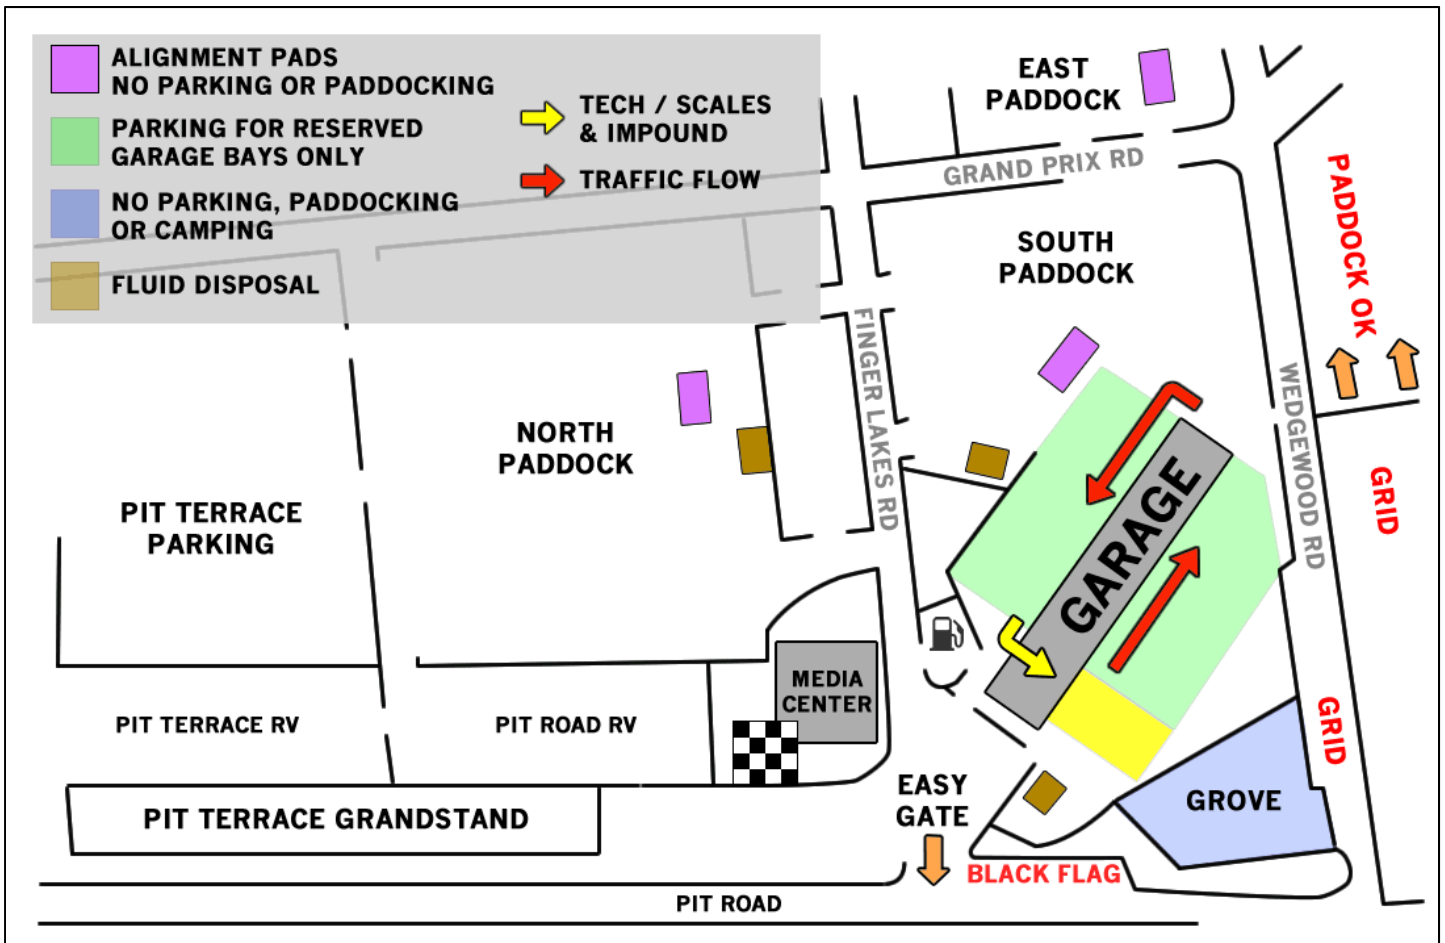 ALIGNMENT PADS
NO PARKING OR PADDOCKING
PARKING FOR RESERVED
GARAGE BAYS ONLY
NO PARKING, PADDOCKING
OR CAMPING
FLUID DISPOSAL
TECH / SCALES
& IMPOUND
TRAFFIC FLOW
EAST
PADDOCK
GRAND PRIX RD
SOUTH
PADDOCK
PADDOCK OK
FINGER LAKES RD
WEDGEWOOD RD
NORTH
PADDOCK
GRID
PIT TERRACE
PARKING
GARAGE
MEDIA
CENTER
PIT TERRACE RV
PIT ROAD RV
GRID
EASY
GATE
GROVE
PIT TERRACE GRANDSTAND
BLACK FLAG
PIT ROAD